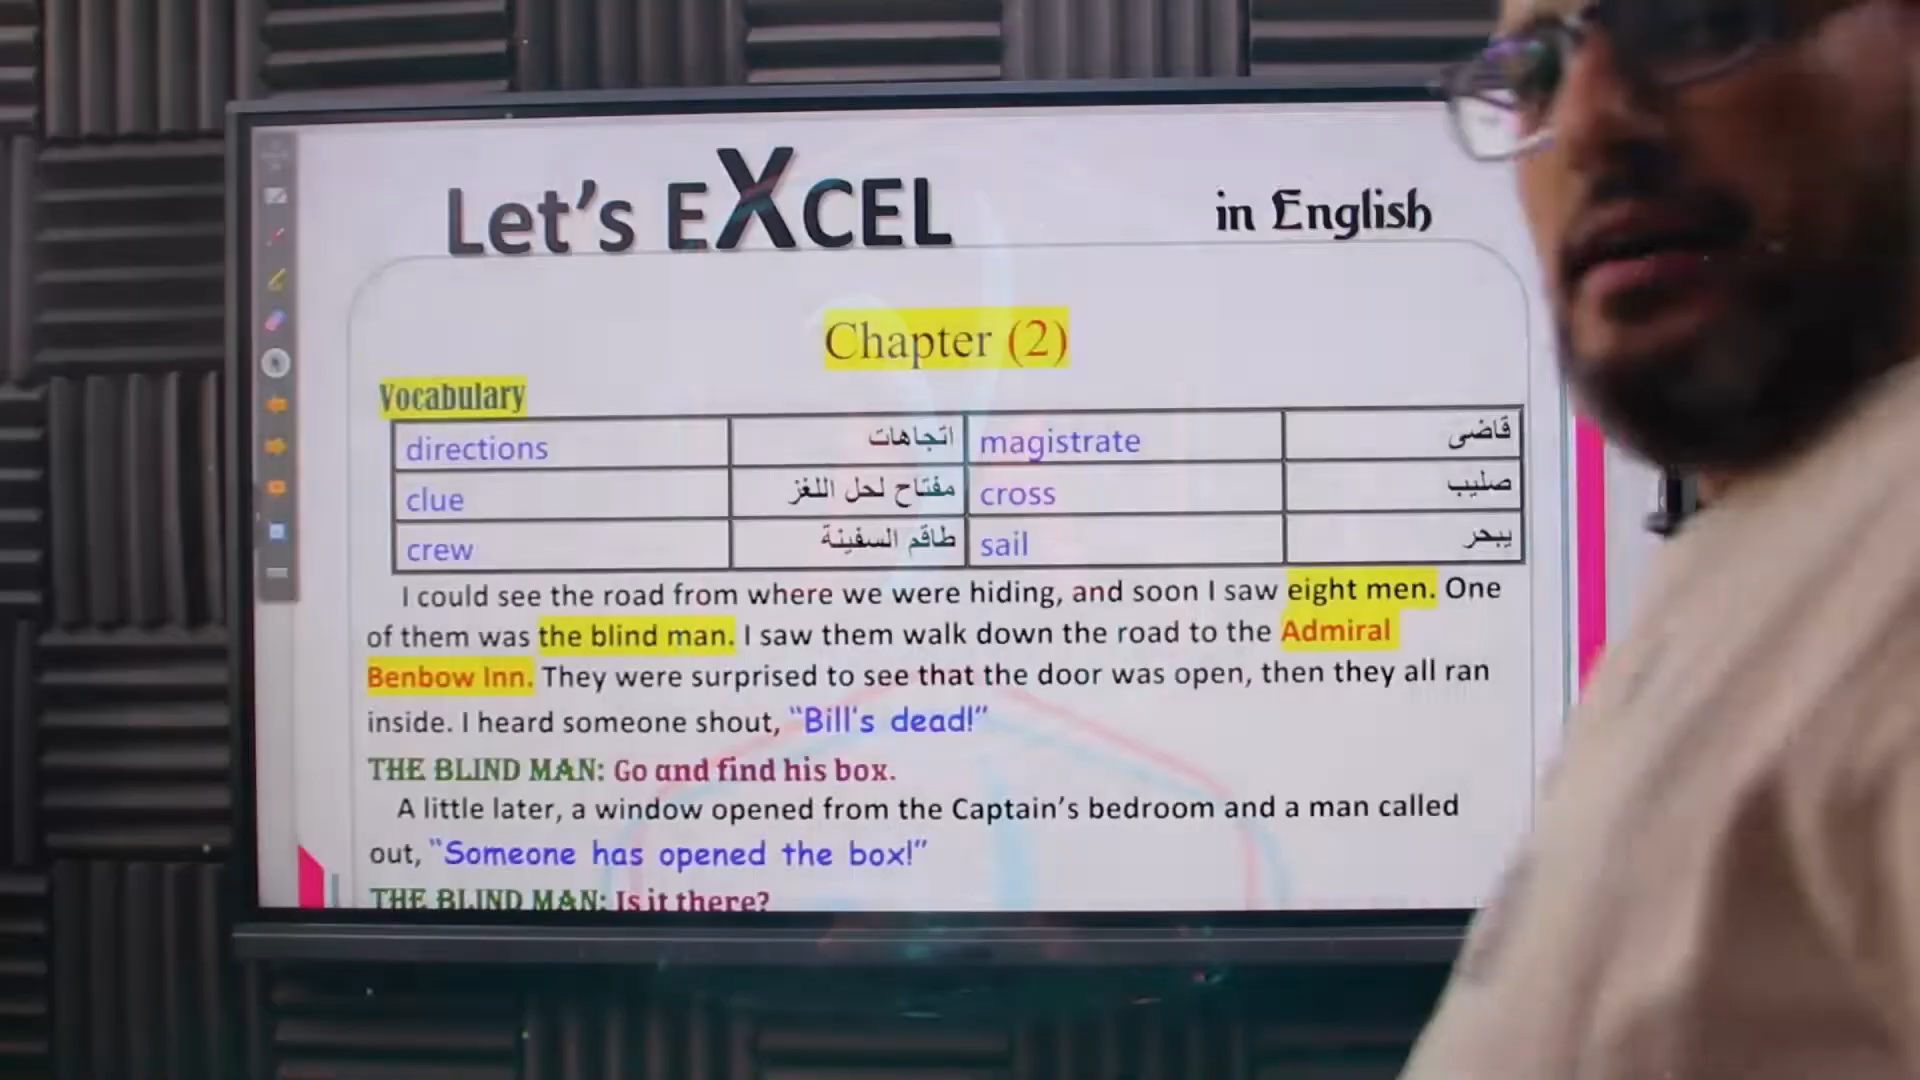 Let's EXCEL in English
Chapter (2)
Vocabulary
directions اتجاهات magistrate قاضى
clue مفتاح لحل اللغز cross صليب
crew طاقم السفينة sail يبحر
I could see the road from where we were hiding, and soon I saw eight men. One
of them was the blind man. I saw them walk down the road to the Admiral
Benbow Inn. They were surprised to see that the door was open, then they all ran
inside. I heard someone shout, "Bill's dead!"
THE BLIND MAN: Go and find his box.
A little later, a window opened from the Captain's bedroom and a man called
out, "Someone has opened the box!"
THE BLIND MAN: Is it there?